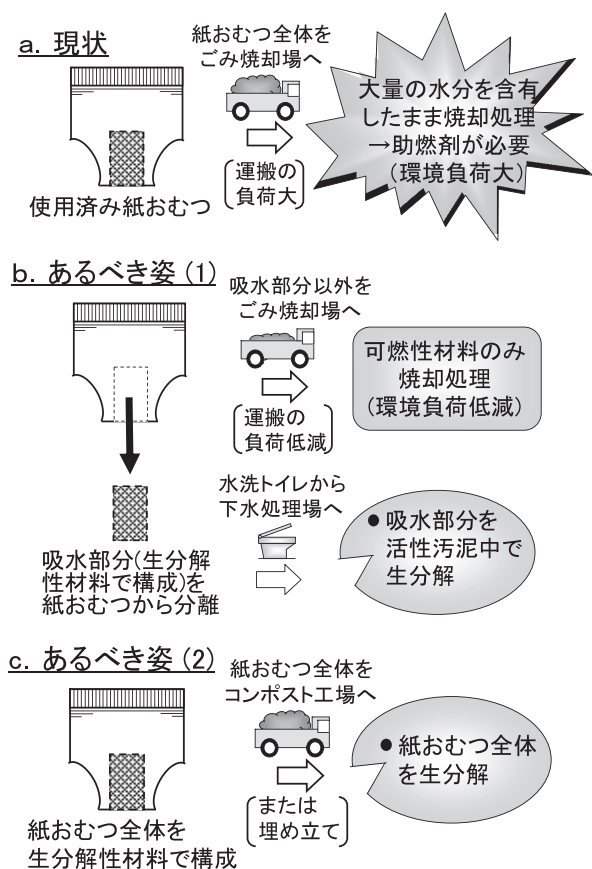 a. 現状
紙おむつ全体を
ごみ焼却場へ
運搬の
負荷大
大量の水分を含有
したまま焼却処理
→助燃剤が必要
(環境負荷大)
使用済み紙おむつ
b. あるべき姿(1)
吸水部分以外を
ごみ焼却場へ
運搬の
負荷低減
可燃性材料のみ
焼却処理
(環境負荷低減)
吸水部分(生分解
性材料で構成)を
紙おむつから分離
水洗トイレから
下水処理場へ
●吸水部分を
活性汚泥中で
生分解
c. あるべき姿(2)
紙おむつ全体を
コンポスト工場へ
または
埋め立て
●紙おむつ全体
を生分解
紙おむつ全体を
生分解性材料で構成